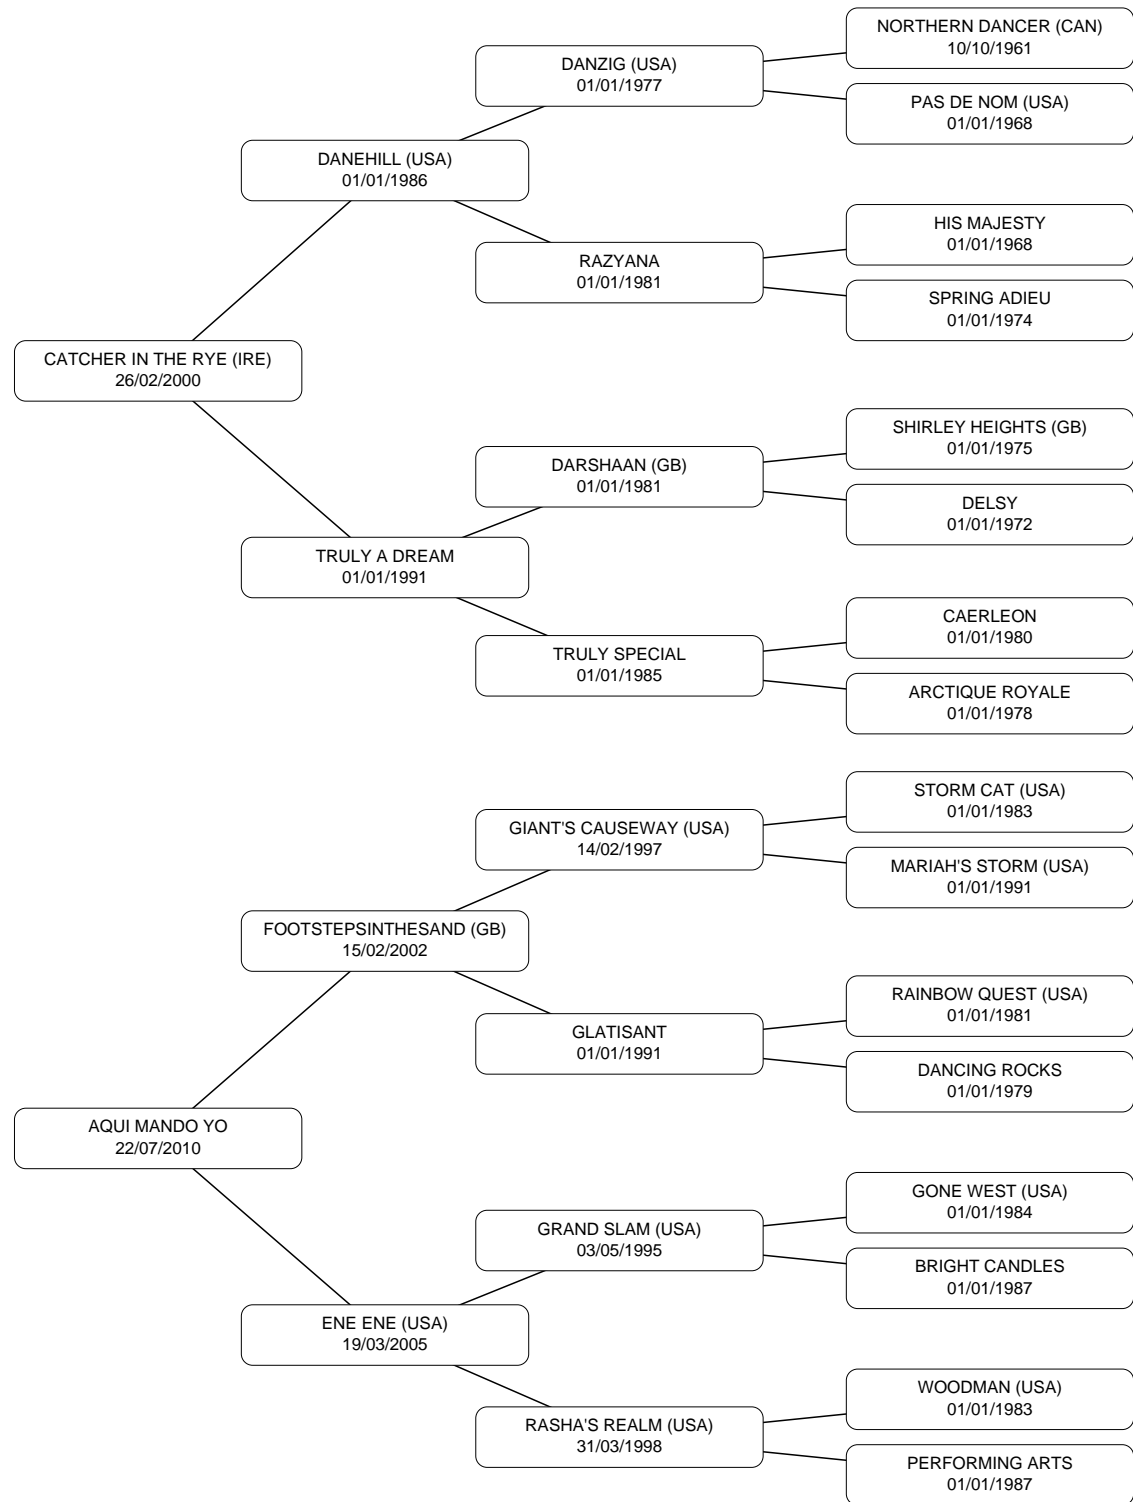 NORTHERN DANCER (CAN)
10/10/1961
DANZIG (USA)
01/01/1977
PAS DE NOM (USA)
01/01/1968
DANEHILL (USA)
01/01/1986
HIS MAJESTY
01/01/1968
RAZYANA
01/01/1981
SPRING ADIEU
01/01/1974
CATCHER IN THE RYE (IRE)
26/02/2000
SHIRLEY HEIGHTS (GB)
01/01/1975
DARSHAAN (GB)
01/01/1981
DELSY
01/01/1972
TRULY A DREAM
01/01/1991
CAERLEON
01/01/1980
TRULY SPECIAL
01/01/1985
ARCTIQUE ROYALE
01/01/1978
STORM CAT (USA)
01/01/1983
GIANT'S CAUSEWAY (USA)
14/02/1997
MARIAH'S STORM (USA)
01/01/1991
FOOTSTEPSINTHESAND (GB)
15/02/2002
RAINBOW QUEST (USA)
01/01/1981
GLATISANT
01/01/1991
DANCING ROCKS
01/01/1979
AQUI MANDO YO
22/07/2010
GONE WEST (USA)
01/01/1984
GRAND SLAM (USA)
03/05/1995
BRIGHT CANDLES
01/01/1987
ENE ENE (USA)
19/03/2005
WOODMAN (USA)
01/01/1983
RASHA'S REALM (USA)
31/03/1998
PERFORMING ARTS
01/01/1987